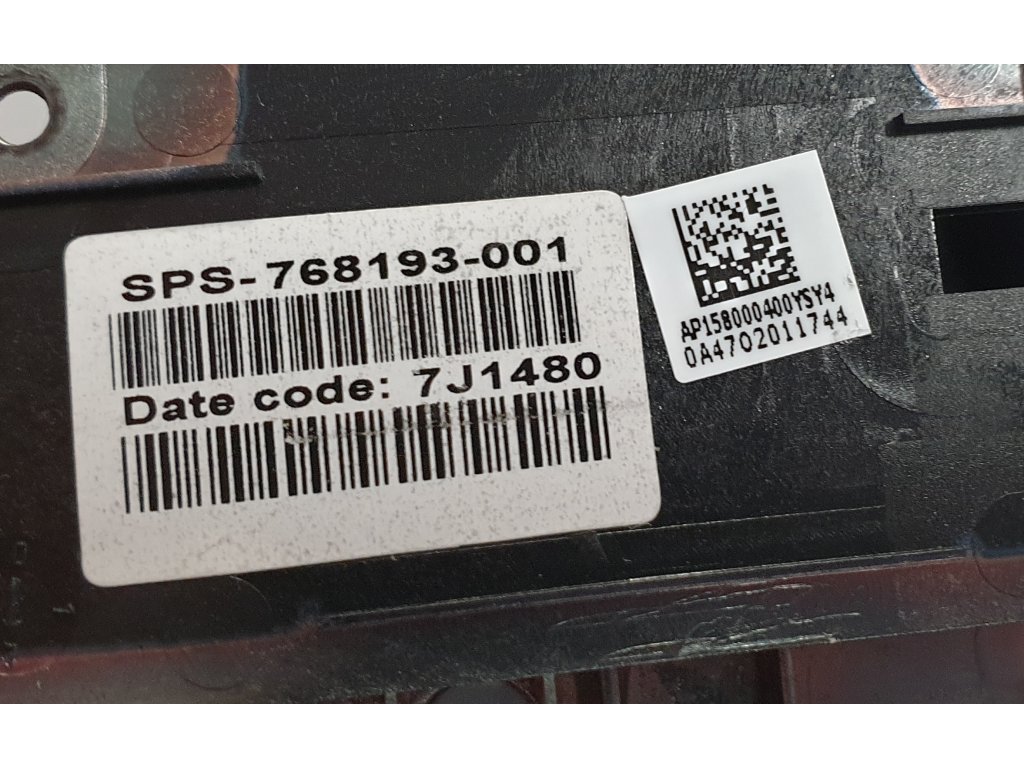 SPS-768193-001
Date code: 7J1480
AP158000400YSY4
0A4702011744